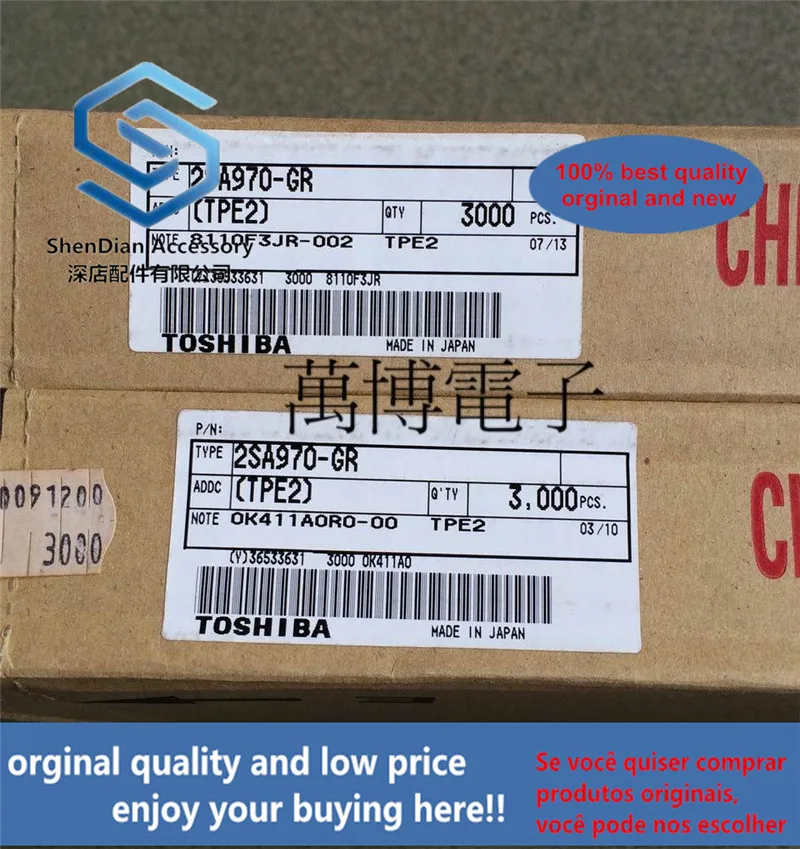 100% best quality
orginal and new
P/N:
TYPE 2SA970-GR
ADDC (TPE2) QTY 3000 PCS.
NOTE 8110F3JR-002 TPE2 07/13
ShenDian Accessory
深店配件有限公司
3000 8110F3JR
TOSHIBA MADE IN JAPAN
萬博電子
P/N:
TYPE 2SA970-GR
ADDC (TPE2) Q'TY 3,000 PCS.
NOTE 0K411A0R0-00 TPE2 03/10
(Y)36533631 3000 0K411A0
TOSHIBA MADE IN JAPAN
0091200
3000
orginal quality and low price
enjoy your buying here!!
Se você quiser comprar
produtos originais,
você pode nos escolher